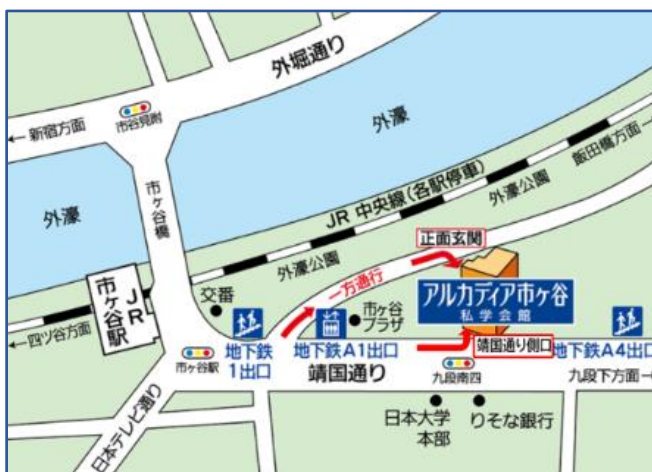 外堀通り
市谷見附
←新宿方面
外濠
飯田橋方面→
外濠公園
JR 中央線(各駅停車)
市ヶ谷橋
外濠
正面玄関
外濠公園
一方通行
アルカディア市ヶ谷
私学会館
JR
市ヶ谷駅
交番
市ヶ谷
プラザ
←四ツ谷方面
地下鉄
1出口
地下鉄A1出口
靖国通り側口
地下鉄A4出口
市ヶ谷駅
靖国通り
九段南四
九段下方面→
日本テレビ通り
日本大学
本部
りそな銀行